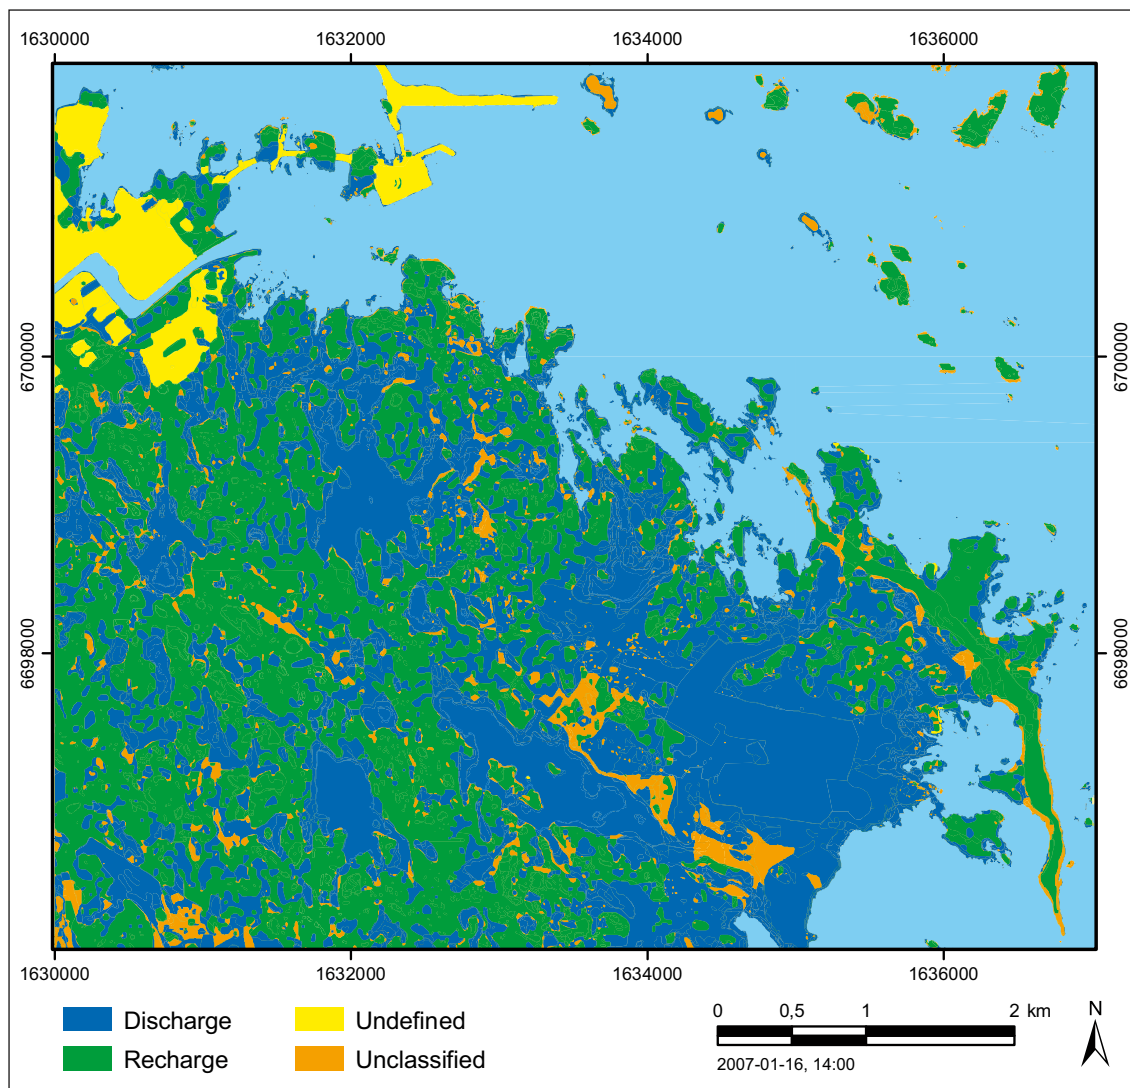 1630000 1632000 1634000 1636000
6700000 6700000
6698000 6698000
1630000 1632000 1634000 1636000
Discharge Undefined
Recharge Unclassified
0 0,5 1 2 km
2007-01-16, 14:00
N